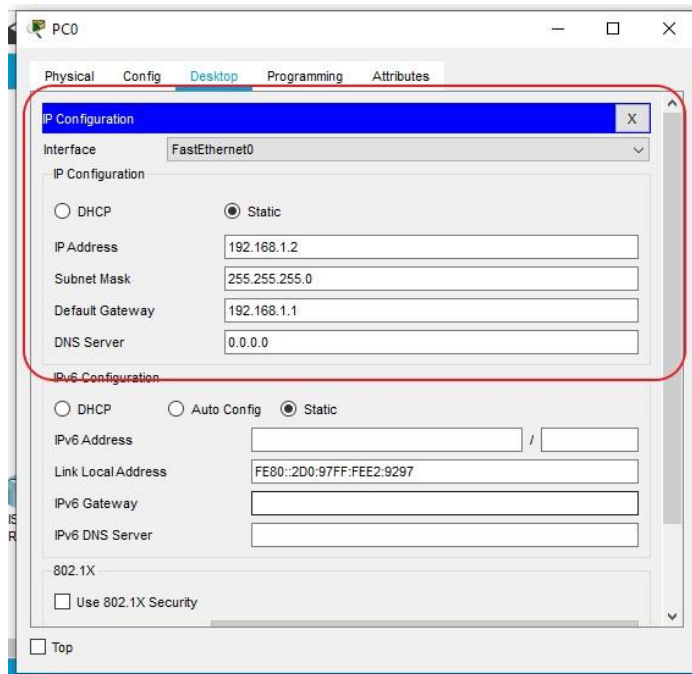 PC0
Physical Config Desktop Programming Attributes
IP Configuration X
Interface FastEthernet0
IP Configuration
DHCP Static
IP Address 192.168.1.2
Subnet Mask 255.255.255.0
Default Gateway 192.168.1.1
DNS Server 0.0.0.0
IPv6 Configuration
DHCP Auto Config Static
IPv6 Address /
Link Local Address FE80::2D0:97FF:FEE2:9297
IPv6 Gateway
IPv6 DNS Server
802.1X
Use 802.1X Security
Top